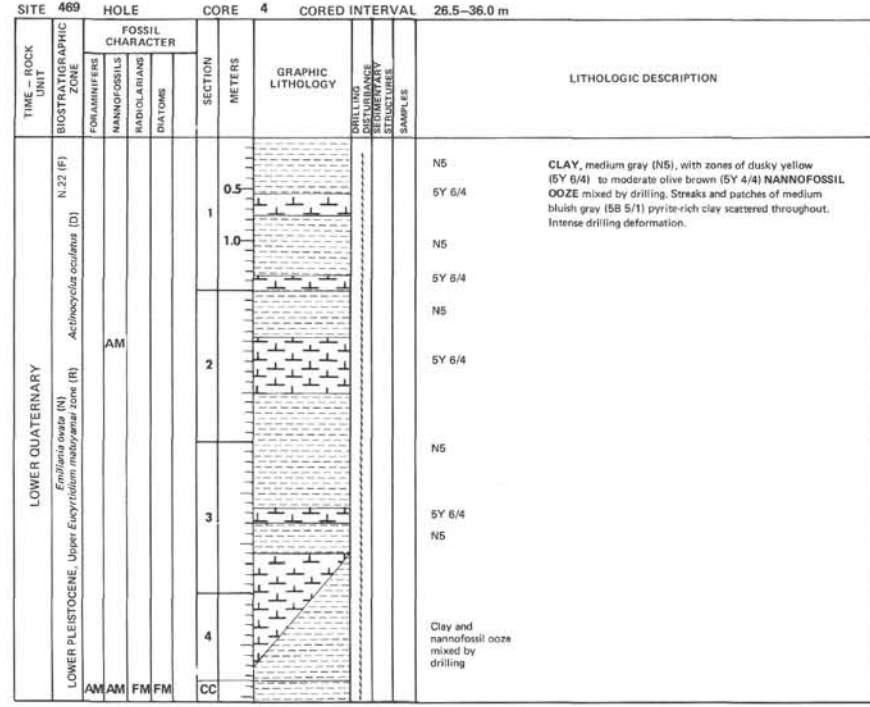 SITE 469 HOLE CORE 4 CORED INTERVAL 26.5–36.0 m
TIME – ROCK UNIT
BIOSTRATIGRAPHIC ZONE
FOSSIL CHARACTER
FORAMINIFERS
NANNOFOSSILS
RADIOLARIANS
DIATOMS
SECTION
METERS
GRAPHIC LITHOLOGY
DRILLING DISTURBANCE
SEDIMENTARY STRUCTURES
SAMPLES
LITHOLOGIC DESCRIPTION
LOWER QUATERNARY
LOWER PLEISTOCENE, Upper Eucyrtidium matuyamai zone (R)
Emiliania ovata (N)
Actinocyclus oculatus (D)
N.22 (F)
AM
AM AM FM FM
1
0.5
1.0
2
3
4
CC
N5
5Y 6/4
N5
5Y 6/4
N5
5Y 6/4
N5
5Y 6/4
N5
Clay and
nannofossil ooze
mixed by
drilling
CLAY, medium gray (N5), with zones of dusky yellow
(5Y 6/4) to moderate olive brown (5Y 4/4) NANNOFOSSIL
OOZE mixed by drilling. Streaks and patches of medium
bluish gray (5B 5/1) pyrite-rich clay scattered throughout.
Intense drilling deformation.